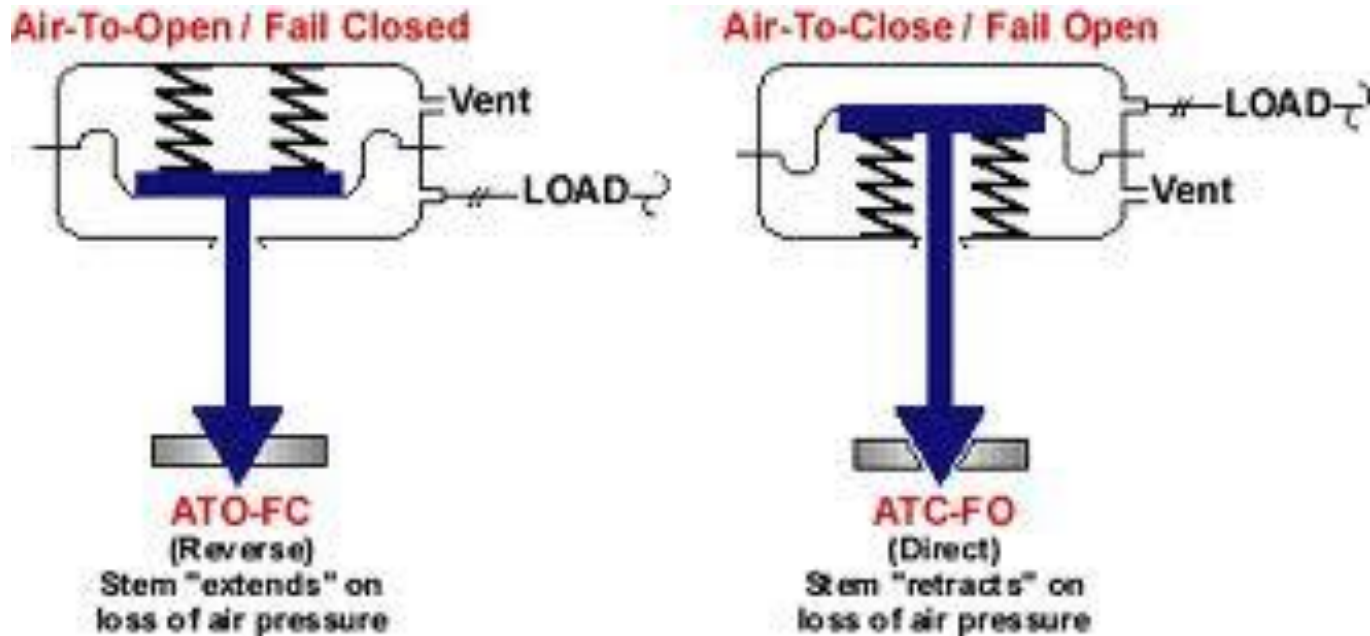 Air-To-Open / Fail Closed
Vent
LOAD
ATO-FC
(Reverse)
Stem "extends" on
loss of air pressure
Air-To-Close / Fail Open
LOAD
Vent
ATC-FO
(Direct)
Stem "retracts" on
loss of air pressure